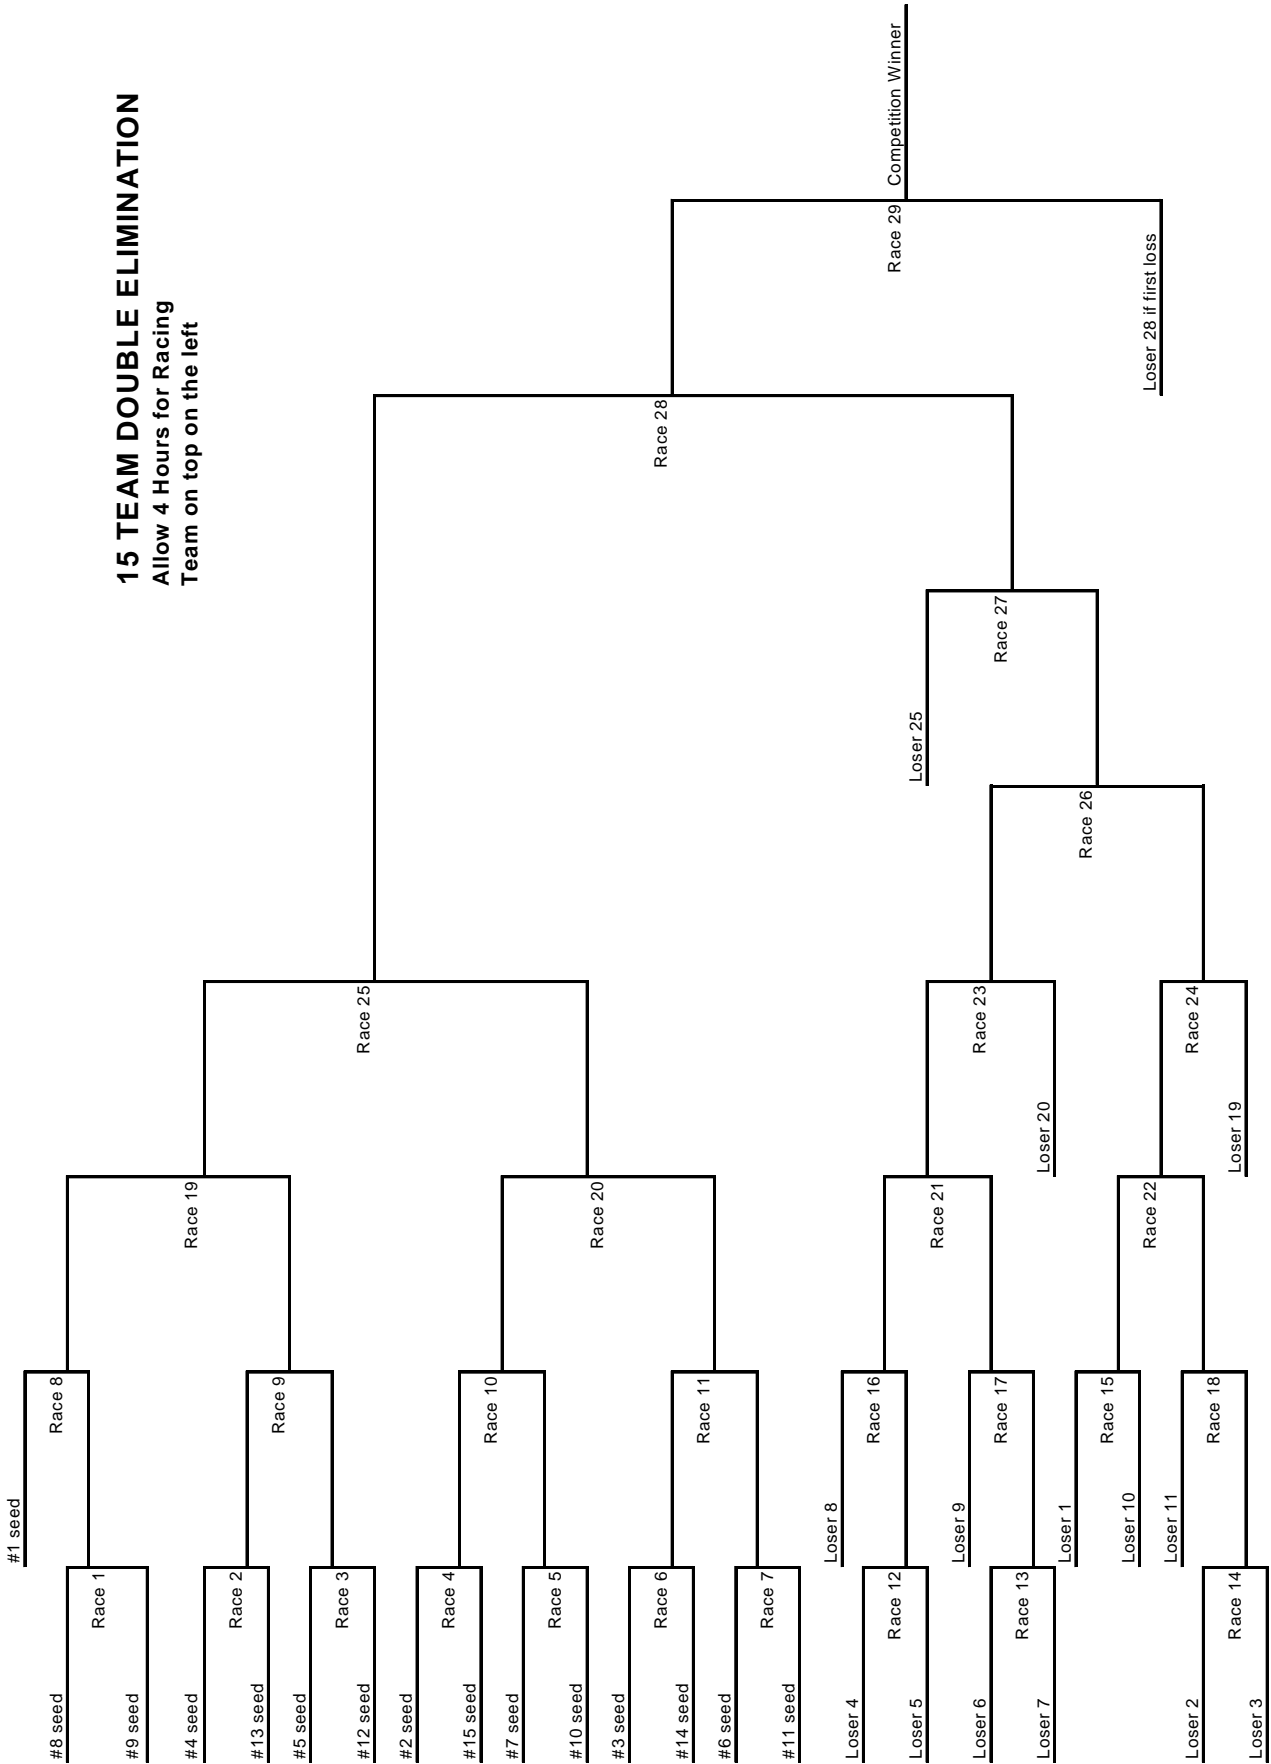 15 TEAM DOUBLE ELIMINATION
Allow 4 Hours for Racing
Team on top on the left
#1 seed
#8 seed
Race 1
#9 seed
Race 8
#4 seed
Race 2
#13 seed
Race 9
#5 seed
Race 3
#12 seed
Race 19
#2 seed
Race 4
#15 seed
Race 10
#7 seed
Race 5
#10 seed
Race 20
#3 seed
Race 6
#14 seed
Race 11
#6 seed
Race 7
#11 seed
Race 25
Race 28
Race 29
Competition Winner
Loser 28 if first loss
Loser 8
Loser 4
Race 12
Loser 5
Race 16
Loser 9
Loser 6
Race 13
Loser 7
Race 17
Race 21
Race 23
Loser 20
Loser 25
Race 27
Race 26
Loser 1
Race 15
Loser 10
Loser 11
Race 18
Loser 2
Race 14
Loser 3
Race 22
Race 24
Loser 19